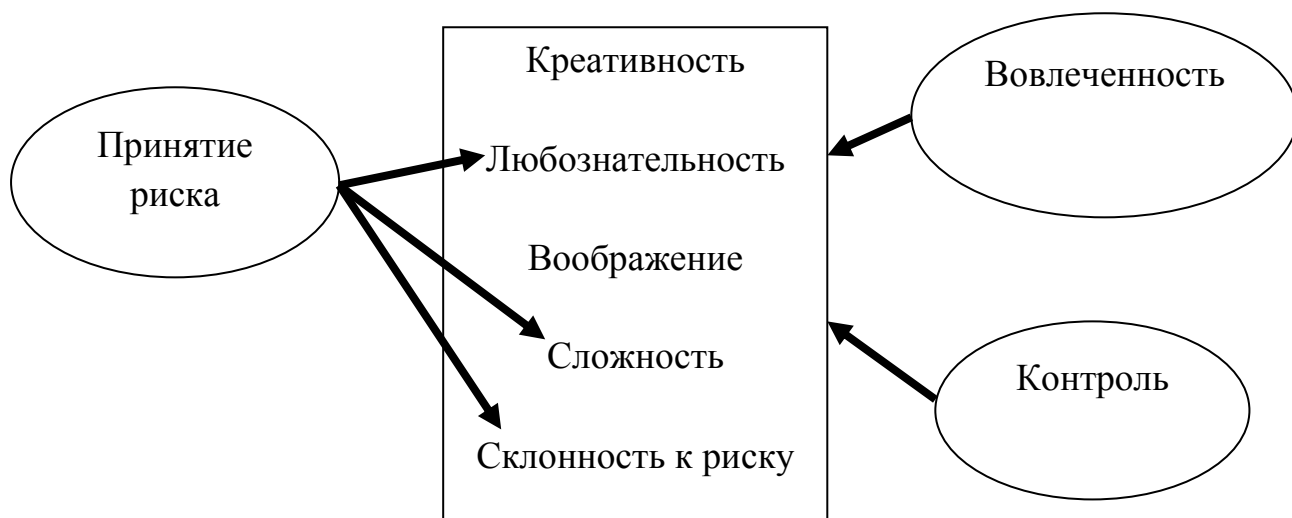 Креативность
Вовлеченность
Принятие
риска
Любознательность
Воображение
Сложность
Контроль
Склонность к риску